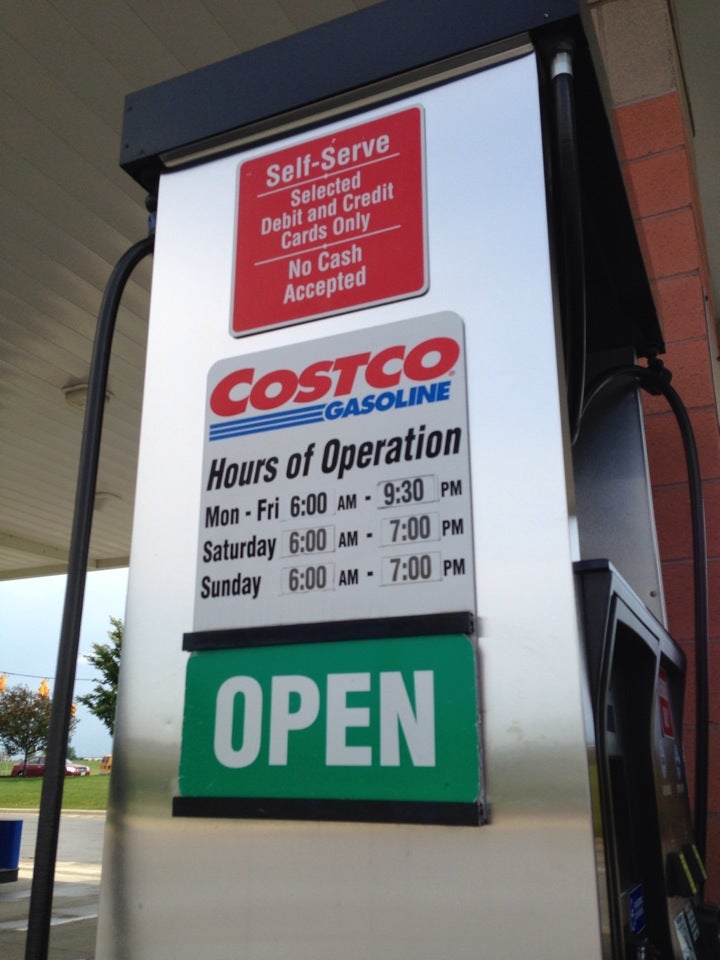 Self-Serve
Selected
Debit and Credit
Cards Only
No Cash
Accepted
COSTCO
GASOLINE
Hours of Operation
Mon - Fri 6:00 AM - 9:30 PM
Saturday 6:00 AM - 7:00 PM
Sunday 6:00 AM - 7:00 PM
OPEN